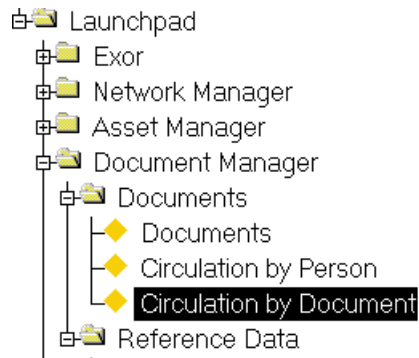 Launchpad
Exor
Network Manager
Asset Manager
Document Manager
Documents
Documents
Circulation by Person
Circulation by Document
Reference Data